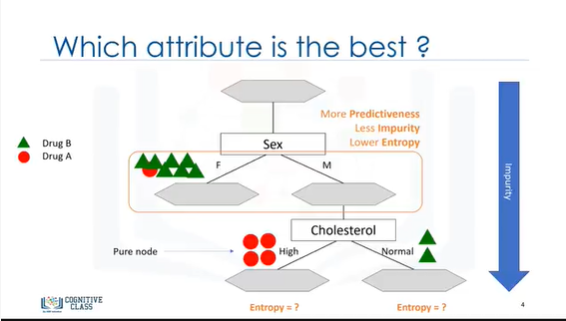 Which attribute is the best ?
More Predictiveness
Less Impurity
Lower Entropy
Drug B
Drug A
Sex
F
M
Impurity
Cholesterol
Pure node
High
Normal
COGNITIVE
CLASS
Entropy = ?
Entropy = ?
4